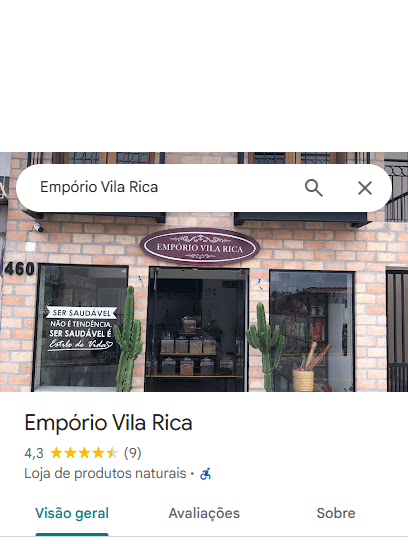 Empório Vila Rica
EMPÓRIO VILA RICA
460
SER SAUDÁVEL
NÃO É TENDÊNCIA,
SER SAUDÁVEL É
Estilo de Vida
Empório Vila Rica
4,3 (9)
Loja de produtos naturais ·
Visão geral Avaliações Sobre